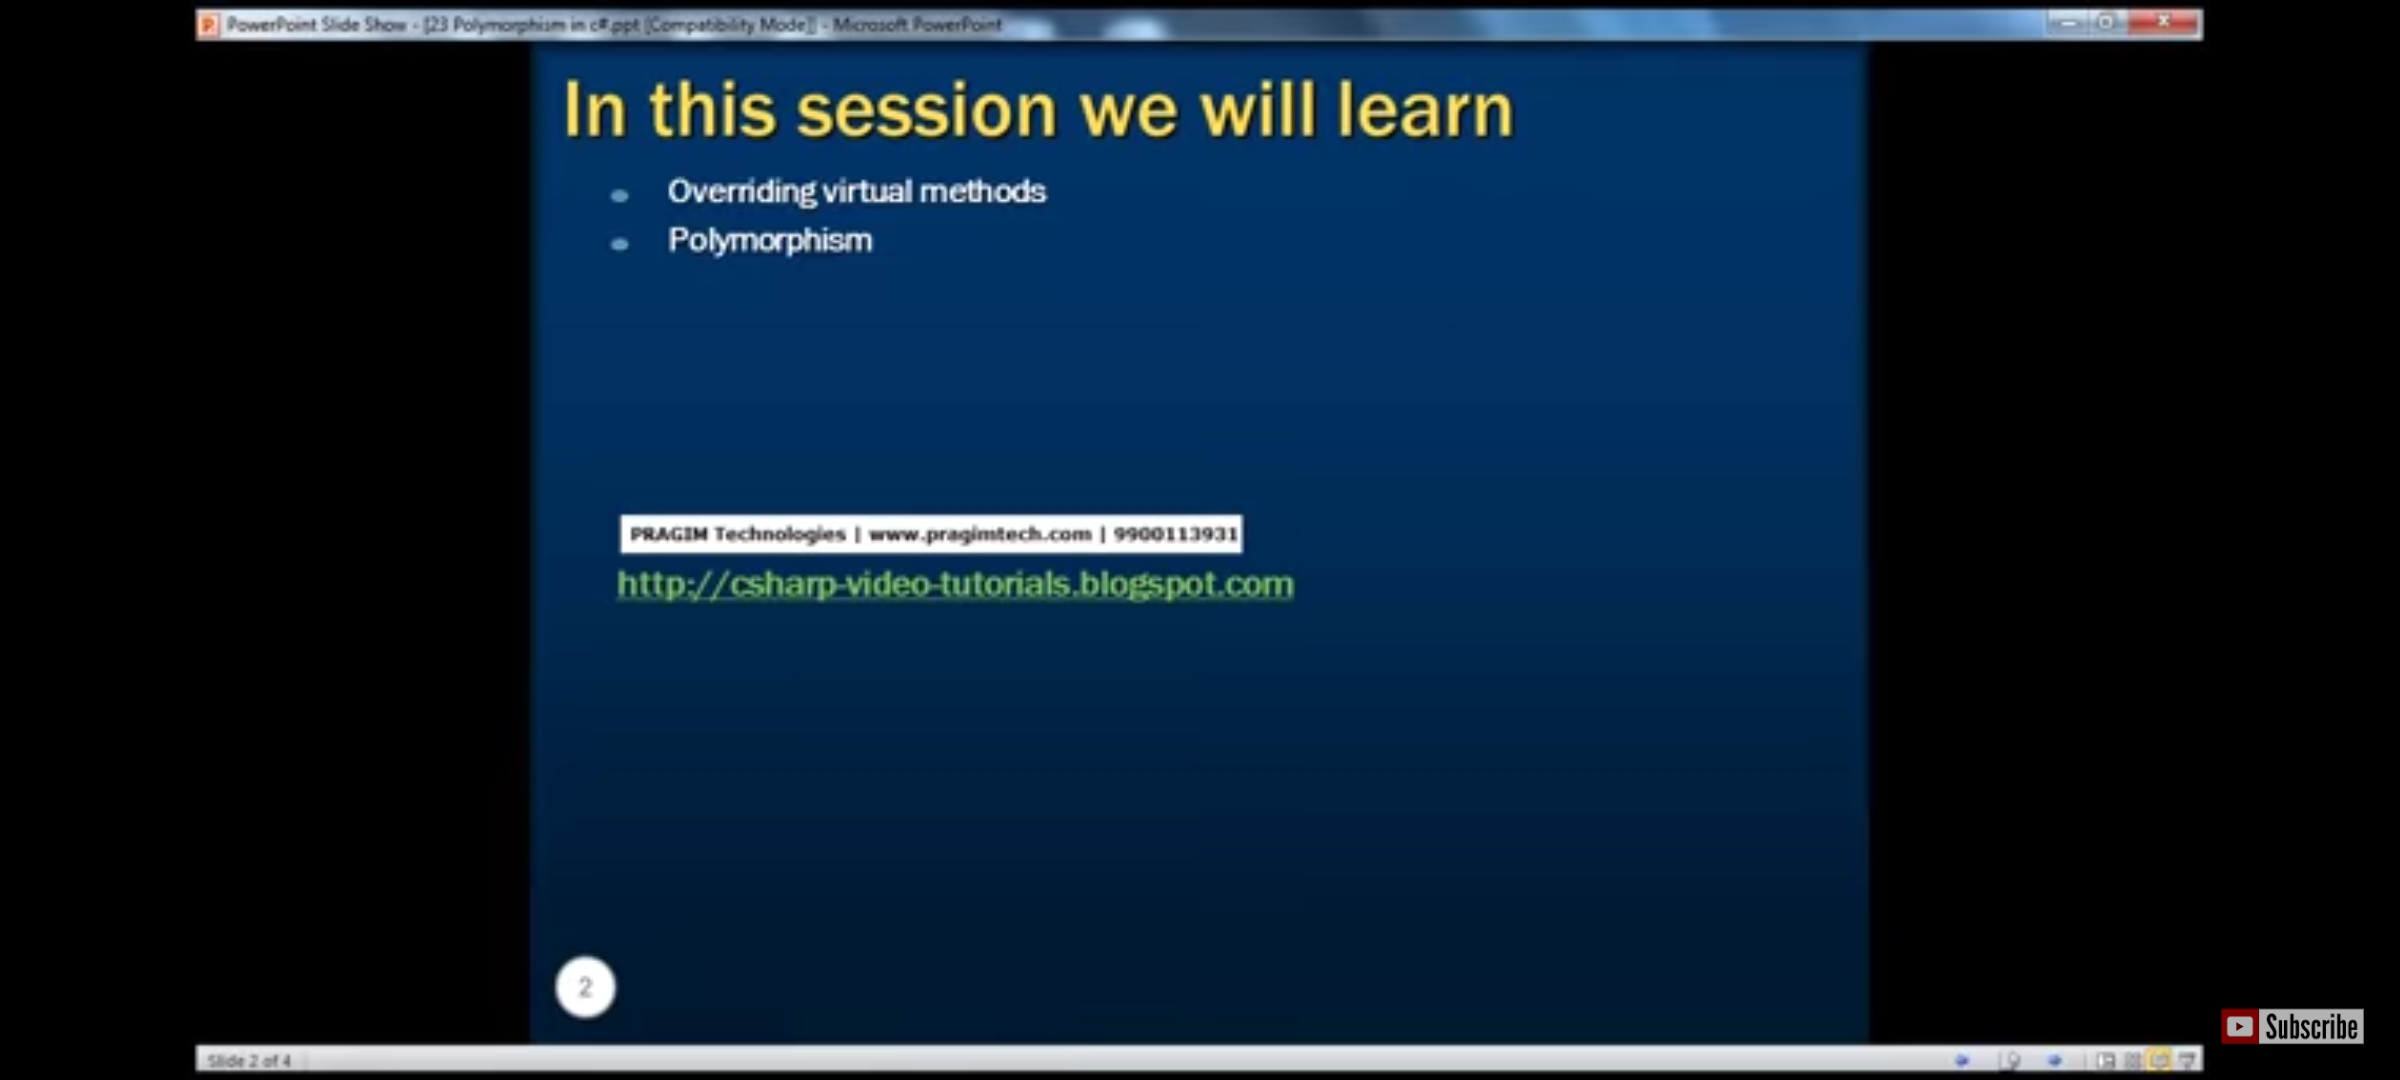 PowerPoint Slide Show - [23 Polymorphism in c#.ppt [Compatibility Mode]] - Microsoft PowerPoint
In this session we will learn
Overriding virtual methods
Polymorphism
PRAGIM Technologies | www.pragimtech.com | 9900113931
http://csharp-video-tutorials.blogspot.com
2
Subscribe
Slide 2 of 4